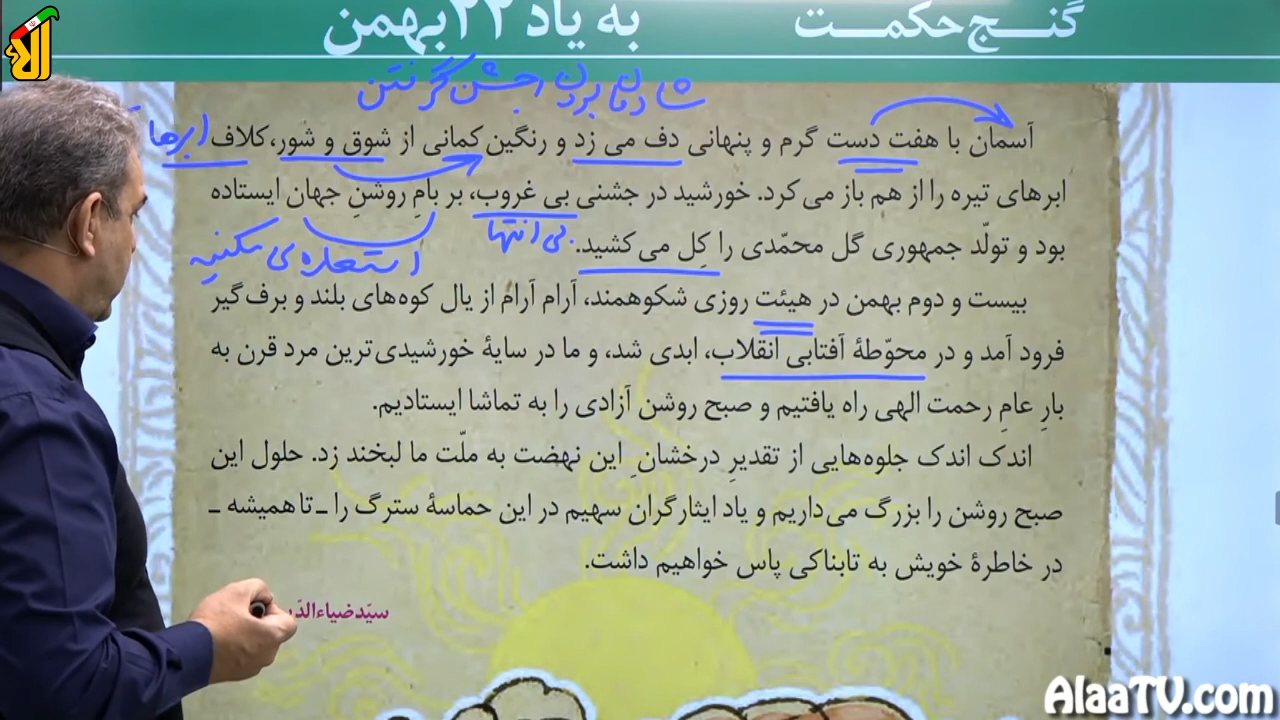 گنج حکمت
به یاد ۲۲ بهمن
شادمان بودن، جشن گرفتن
آسمان با هفت دست گرم و پنهانی دف می زد و رنگین کمانی از شوق و شور، کلاف
ابرها
ابرهای تیره را از هم باز می کرد. خورشید در جشنی بی غروب، بر بامِ روشنِ جهان ایستاده
بی انتها
استعاره‌ی مکنیه
بود و تولّد جمهوری گل محمّدی را کِل می کشید.
بیست و دوم بهمن در هیئت روزی شکوهمند، آرام آرام از یال کوه‌های بلند و برف گیر
فرود آمد و در محوّطهٔ آفتابی انقلاب، ابدی شد، و ما در سایهٔ خورشیدی‌ترین مرد قرن به
بارِ عامِ رحمت الهی راه یافتیم و صبح روشن آزادی را به تماشا ایستادیم.
اندک اندک جلوه‌هایی از تقدیرِ درخشانِ این نهضت به ملّت ما لبخند زد. حلول این
صبح روشن را بزرگ می‌داریم و یاد ایثارگران سهیم در این حماسهٔ سترگ را ـ تا همیشه ـ
در خاطرهٔ خویش به تابناکی پاس خواهیم داشت.
سیّد ضیاءالدّ
AlaaTV.com